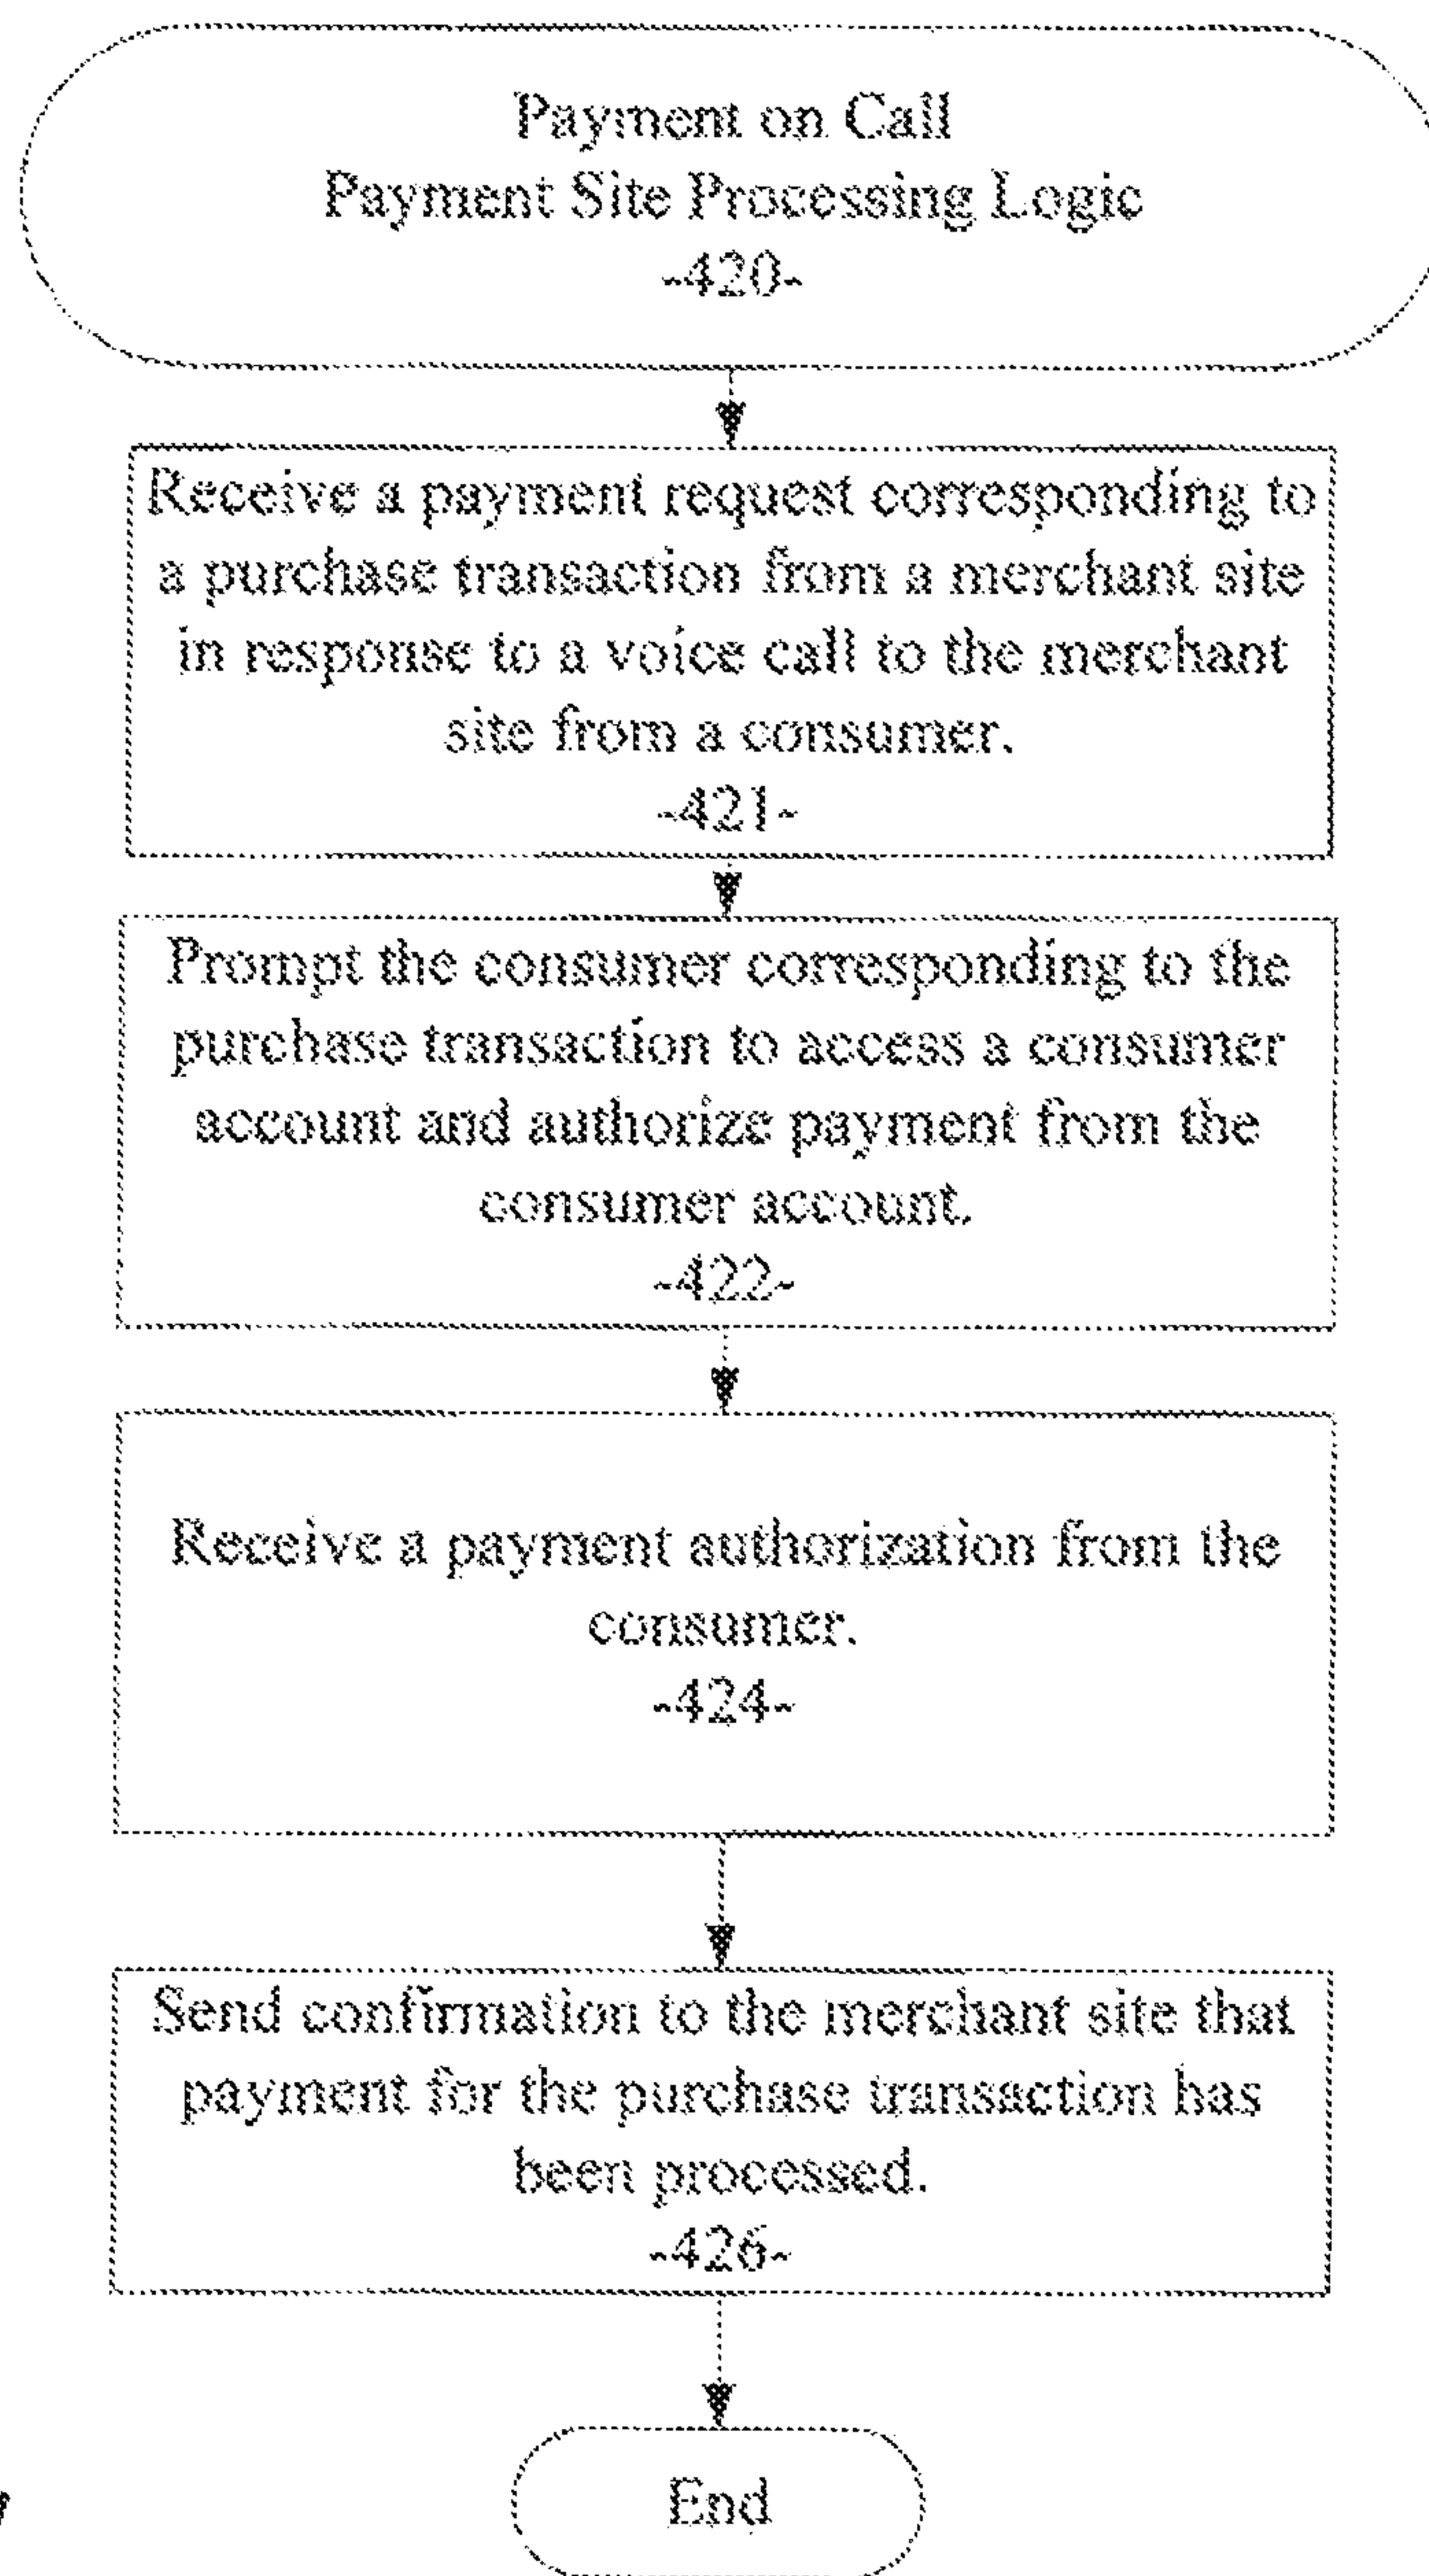 Payment on Call
Payment Site Processing Logic
-420-
Receive a payment request corresponding to
a purchase transaction from a merchant site
in response to a voice call to the merchant
site from a consumer.
-421-
Prompt the consumer corresponding to the
purchase transaction to access a consumer
account and authorize payment from the
consumer account.
-422-
Receive a payment authorization from the
consumer.
-424-
Send confirmation to the merchant site that
payment for the purchase transaction has
been processed.
-426-
End